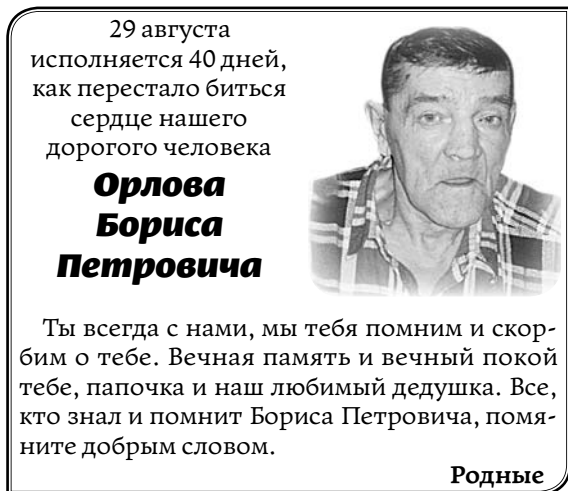 29 августа
исполняется 40 дней,
как перестало биться
сердце нашего
дорогого человека
Орлова
Бориса
Петровича
Ты всегда с нами, мы тебя помним и скор-
бим о тебе. Вечная память и вечный покой
тебе, папочка и наш любимый дедушка. Все,
кто знал и помнит Бориса Петровича, помя-
ните добрым словом.
Родные